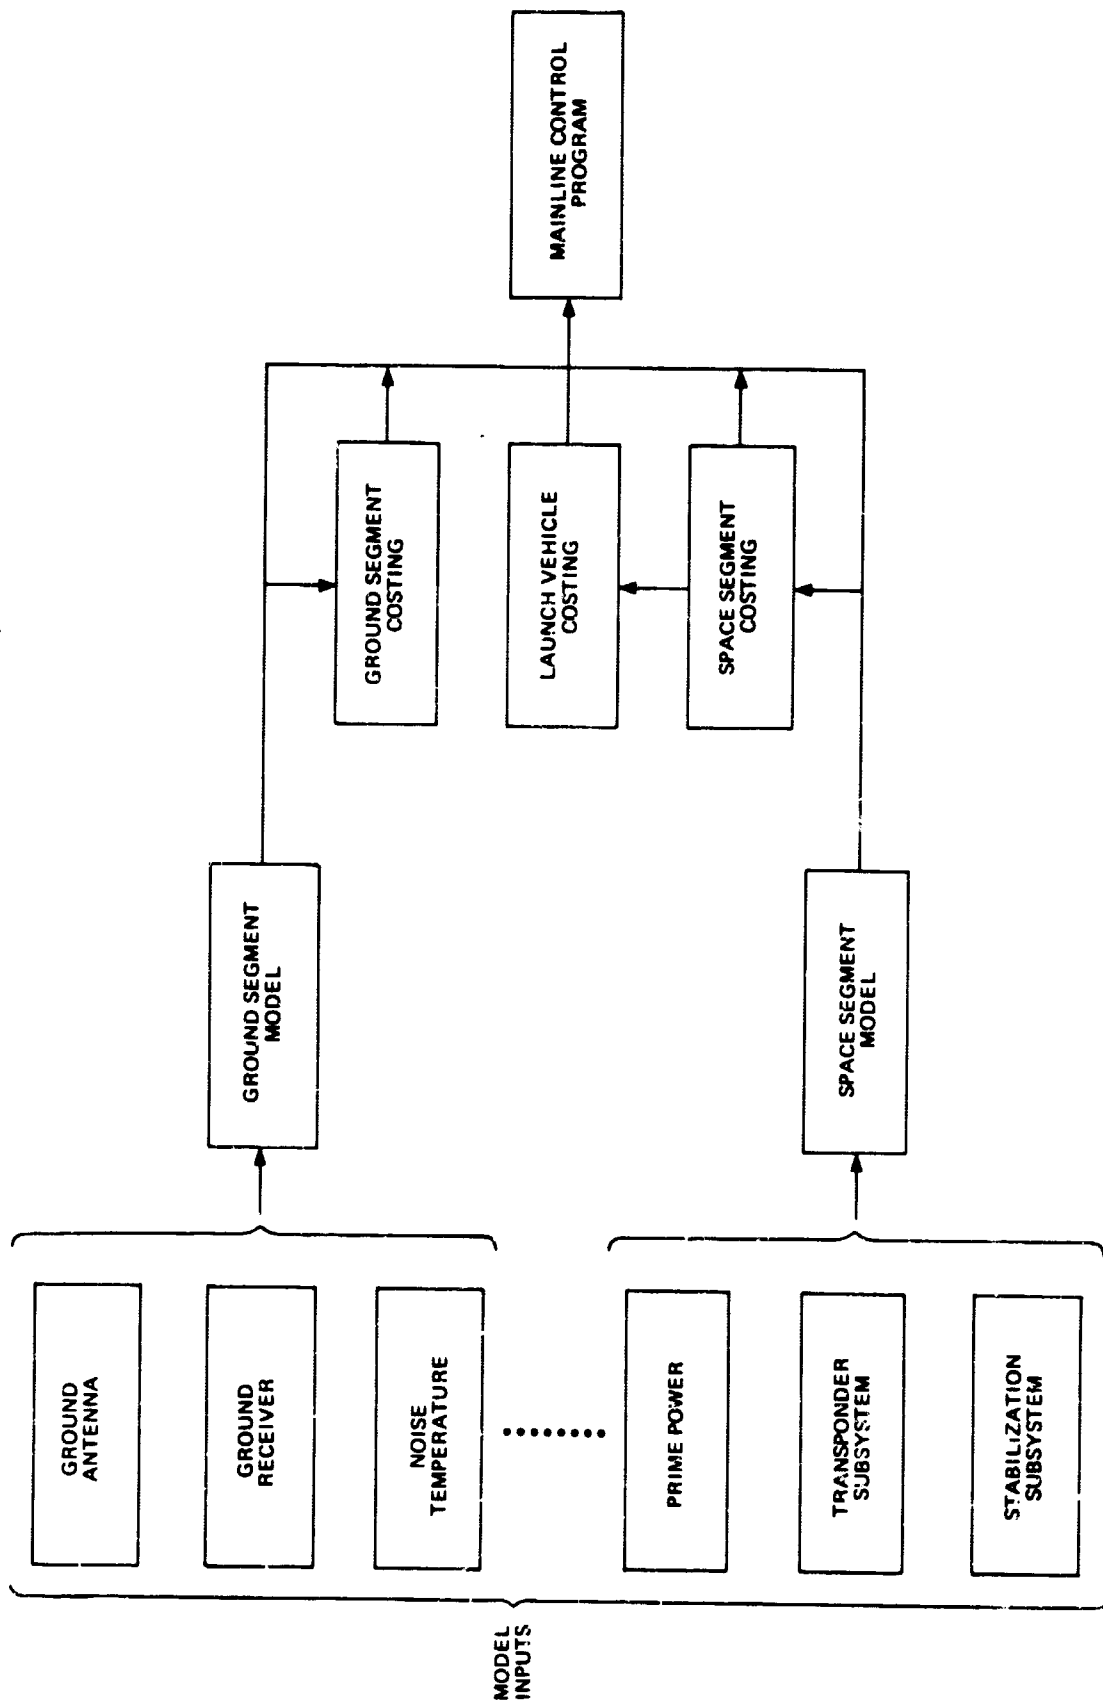 MODEL
INPUTS
GROUND
ANTENNA
GROUND
RECEIVER
NOISE
TEMPERATURE
PRIME POWER
TRANSPONDER
SUBSYSTEM
STABILIZATION
SUBSYSTEM
GROUND SEGMENT
MODEL
SPACE SEGMENT
MODEL
GROUND SEGMENT
COSTING
LAUNCH VEHICLE
COSTING
SPACE SEGMENT
COSTING
MAINLINE CONTROL
PROGRAM